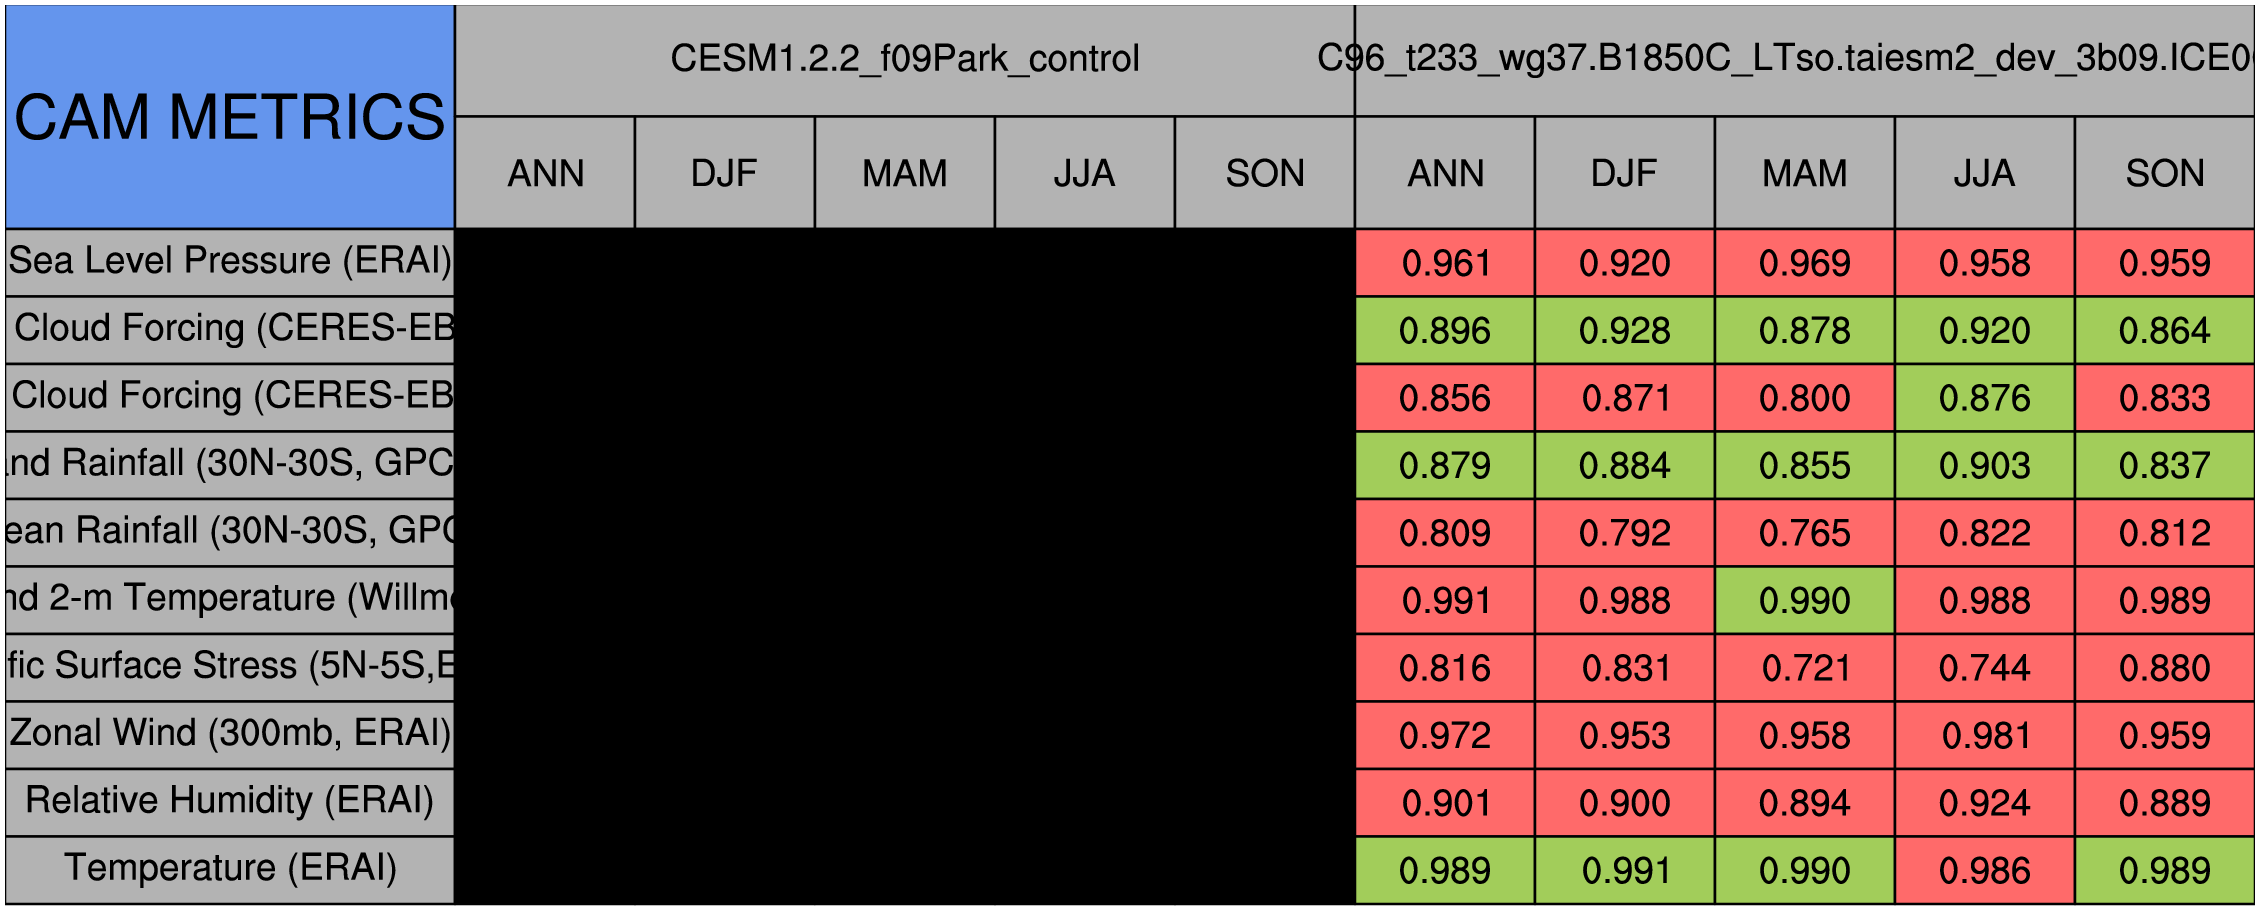 CAM METRICS
CESM1.2.2_f09Park_control
C96_t233_wg37.B1850C_LTso.taiesm2_dev_3b09.ICE0
ANN DJF MAM JJA SON ANN DJF MAM JJA SON
Sea Level Pressure (ERAI) 0.961 0.920 0.969 0.958 0.959
Cloud Forcing (CERES-EB 0.896 0.928 0.878 0.920 0.864
Cloud Forcing (CERES-EB 0.856 0.871 0.800 0.876 0.833
and Rainfall (30N-30S, GPC 0.879 0.884 0.855 0.903 0.837
ean Rainfall (30N-30S, GPC 0.809 0.792 0.765 0.822 0.812
nd 2-m Temperature (Willmo 0.991 0.988 0.990 0.988 0.989
fic Surface Stress (5N-5S,E 0.816 0.831 0.721 0.744 0.880
Zonal Wind (300mb, ERAI) 0.972 0.953 0.958 0.981 0.959
Relative Humidity (ERAI) 0.901 0.900 0.894 0.924 0.889
Temperature (ERAI) 0.989 0.991 0.990 0.986 0.989